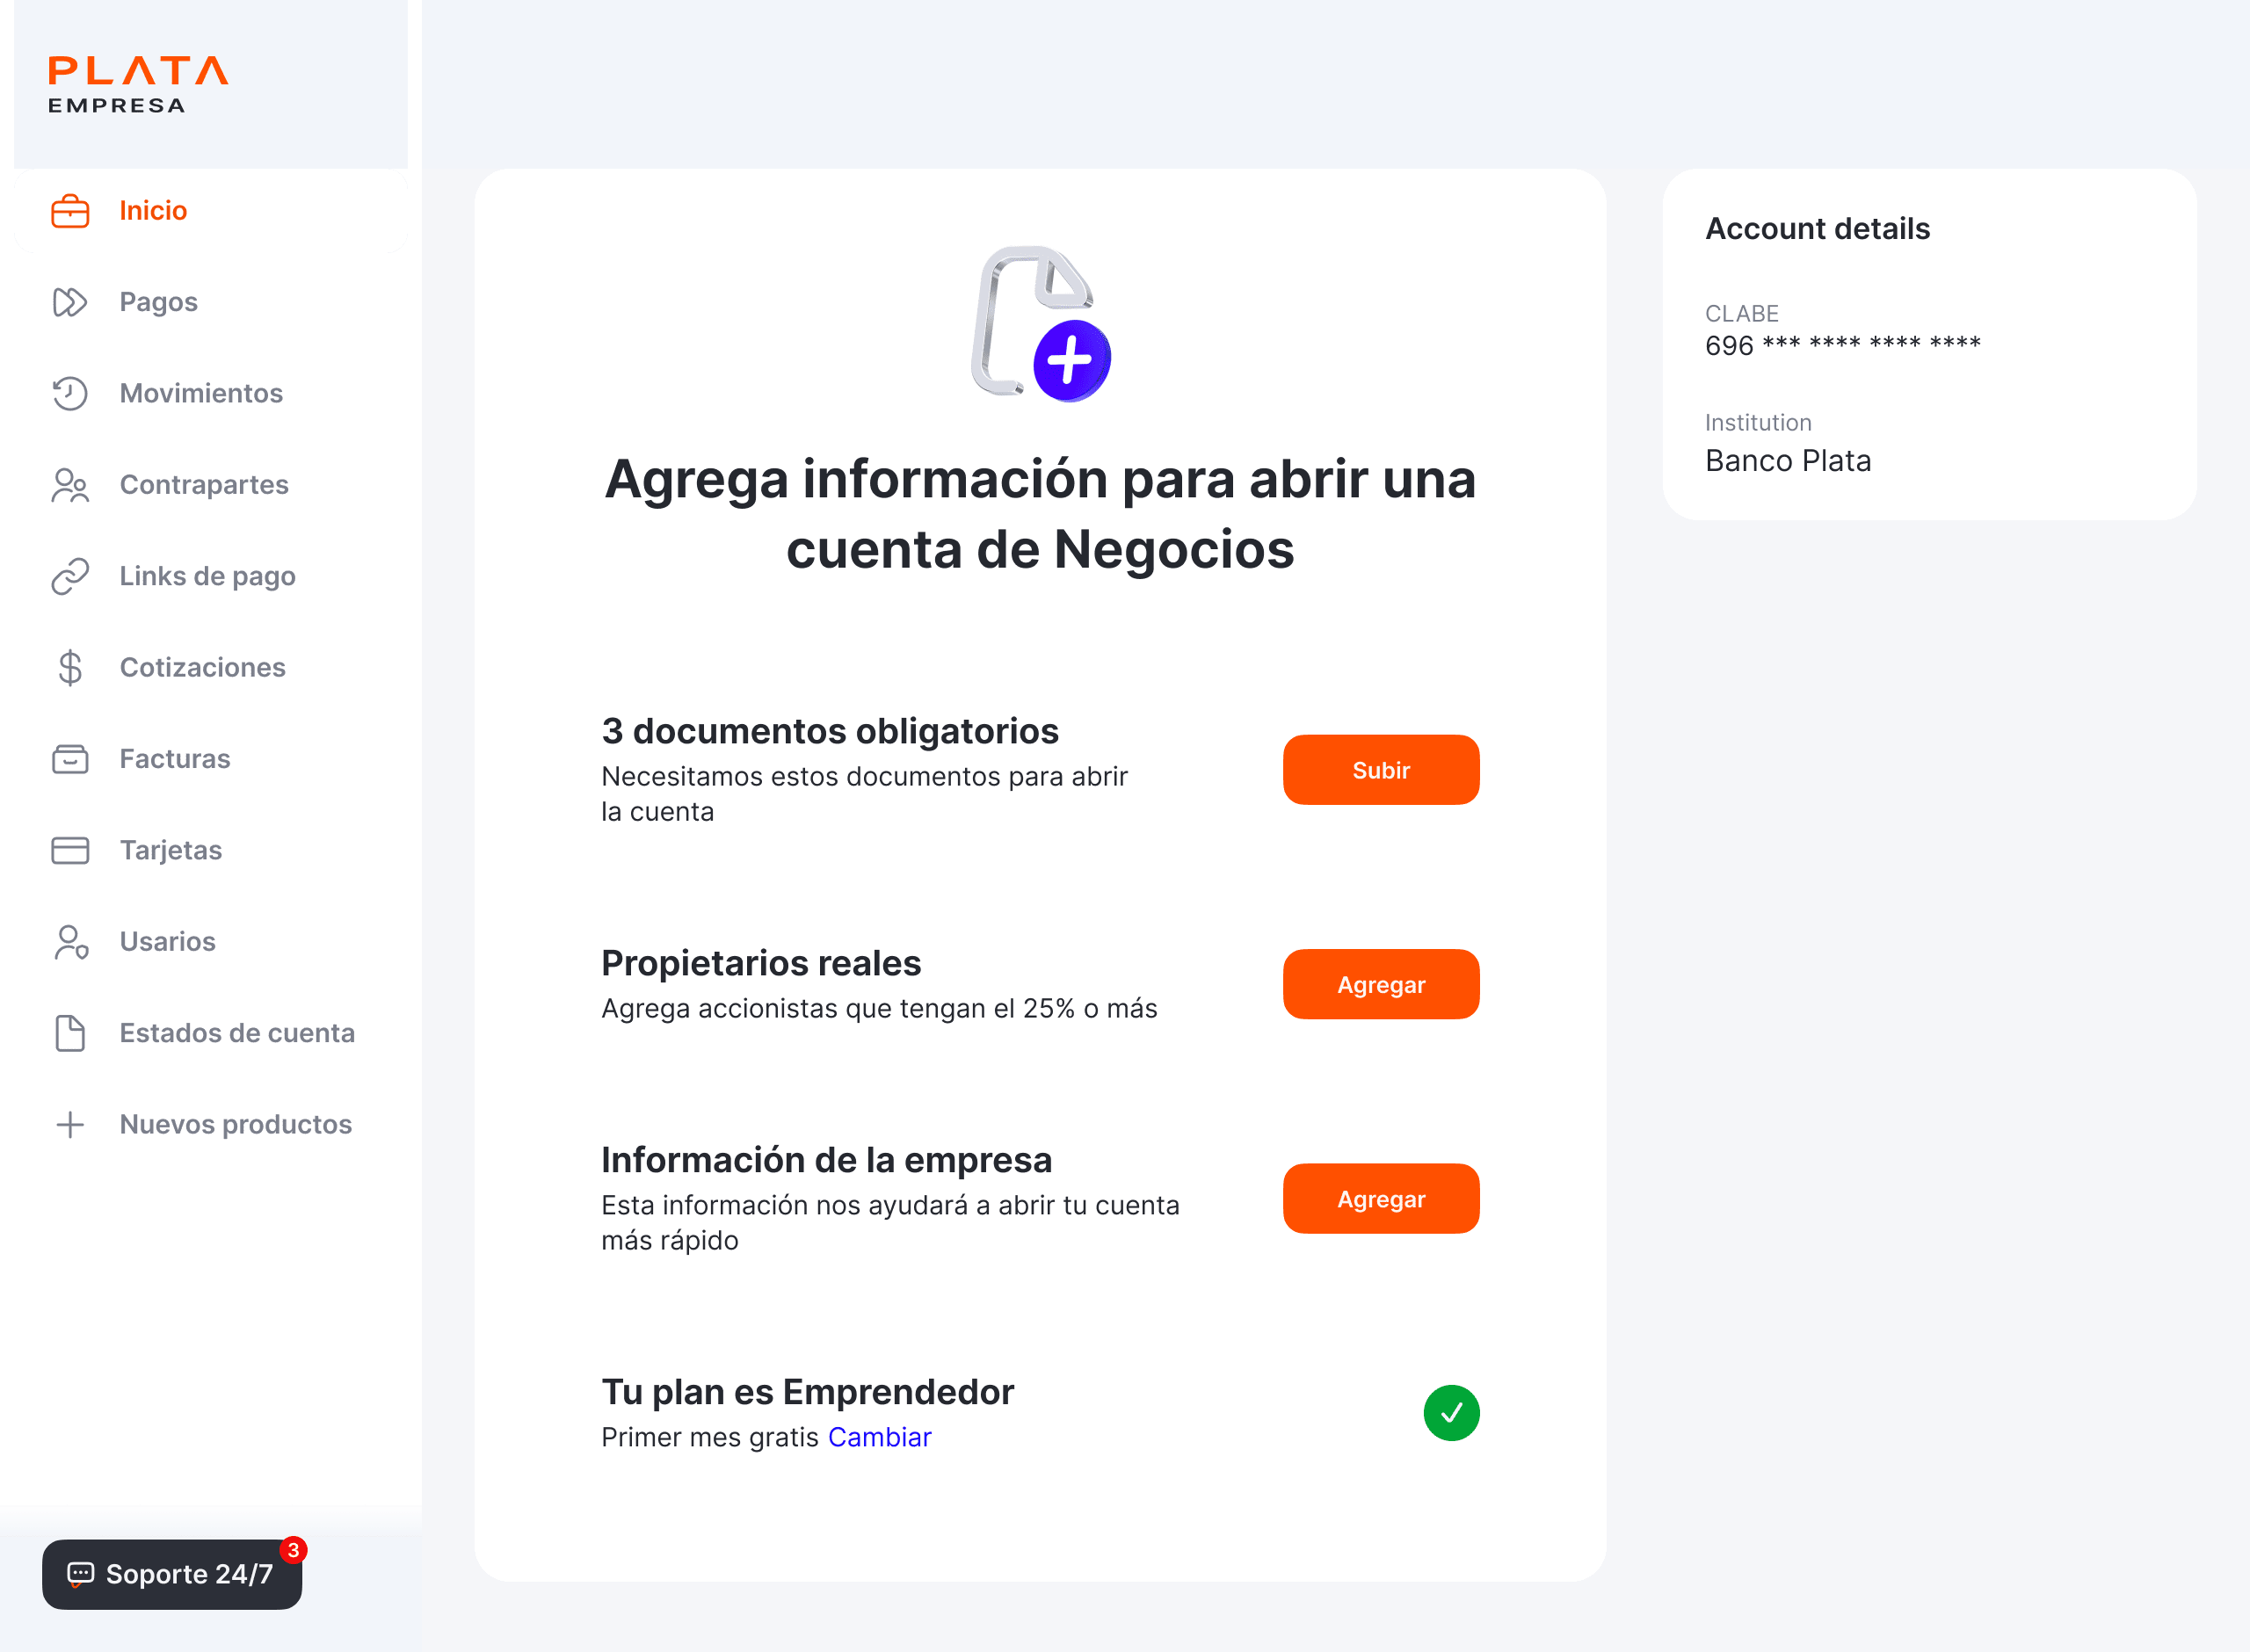 PLATA
EMPRESA
Inicio
Pagos
Movimientos
Contrapartes
Links de pago
Cotizaciones
Facturas
Tarjetas
Usarios
Estados de cuenta
Nuevos productos
Soporte 24/7
3
Agrega información para abrir una
cuenta de Negocios
3 documentos obligatorios
Necesitamos estos documentos para abrir
la cuenta
Subir
Propietarios reales
Agrega accionistas que tengan el 25% o más
Agregar
Información de la empresa
Esta información nos ayudará a abrir tu cuenta
más rápido
Agregar
Tu plan es Emprendedor
Primer mes gratis Cambiar
Account details
CLABE
696 *** **** **** ****
Institution
Banco Plata